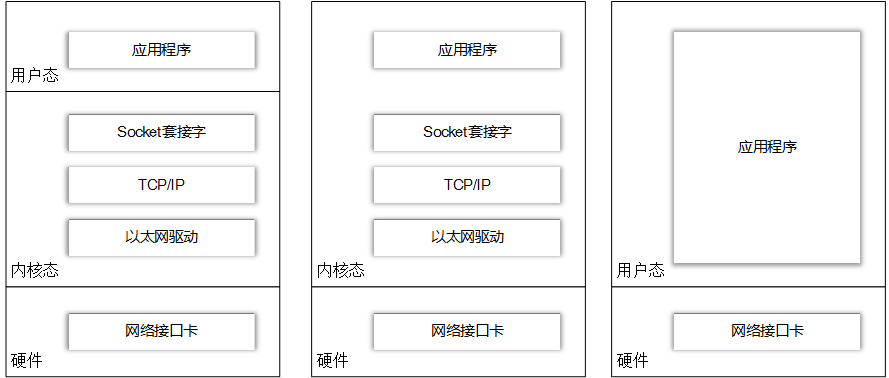 应用程序
用户态
Socket套接字
TCP/IP
以太网驱动
内核态
网络接口卡
硬件
应用程序
Socket套接字
TCP/IP
以太网驱动
内核态
网络接口卡
硬件
应用程序
用户态
网络接口卡
硬件